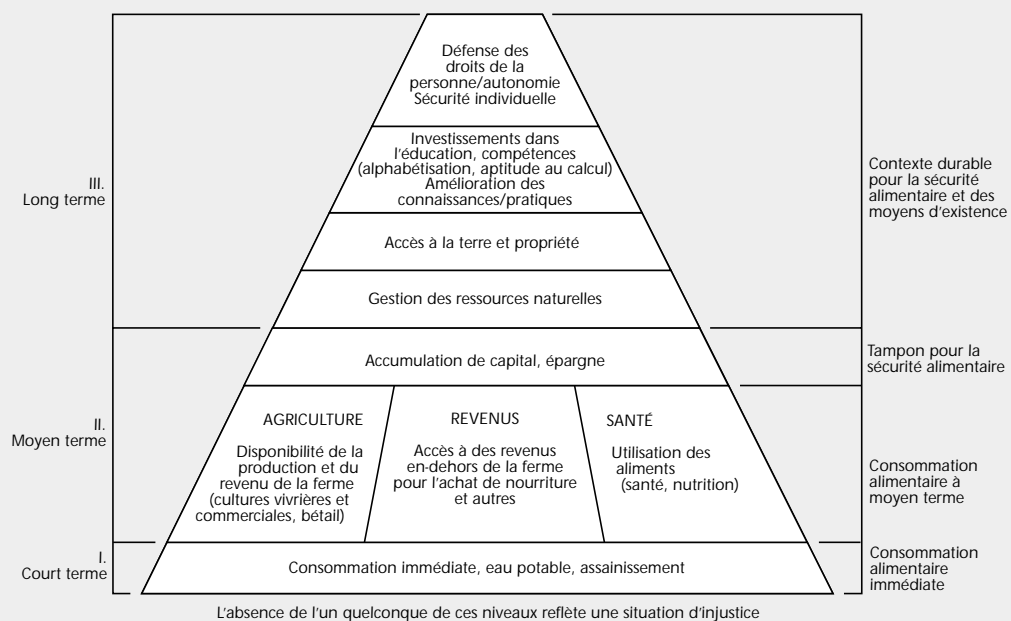 Défense des
droits de la
personne/autonomie
Sécurité individuelle
Investissements dans
l'éducation, compétences
(alphabétisation, aptitude au calcul)
Amélioration des
connaissances/pratiques
III.
Long terme
Contexte durable
pour la sécurité
alimentaire et des
moyens d'existence
Accès à la terre et propriété
Gestion des ressources naturelles
Accumulation de capital, épargne
Tampon pour la
sécurité alimentaire
II.
Moyen terme
AGRICULTURE
Disponibilité de la
production et du
revenu de la ferme
(cultures vivrières et
commerciales, bétail)
REVENUS
Accès à des revenus
en-dehors de la ferme
pour l'achat de nourriture
et autres
SANTÉ
Utilisation des
aliments
(santé, nutrition)
Consommation
alimentaire à
moyen terme
I.
Court terme
Consommation immédiate, eau potable, assainissement
Consommation
alimentaire
immédiate
L'absence de l'un quelconque de ces niveaux reflète une situation d'injustice